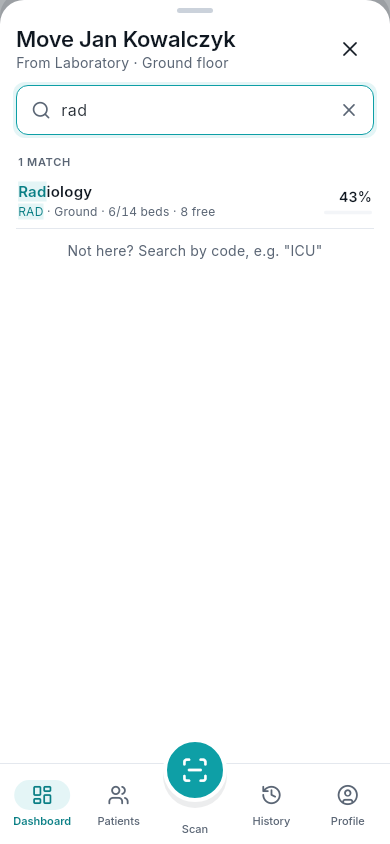 Move Jan Kowalczyk
From Laboratory · Ground floor
rad
1 MATCH
Radiology
43%
RAD · Ground · 6/14 beds · 8 free
Not here? Search by code, e.g. "ICU"
Dashboard
Patients
Scan
History
Profile